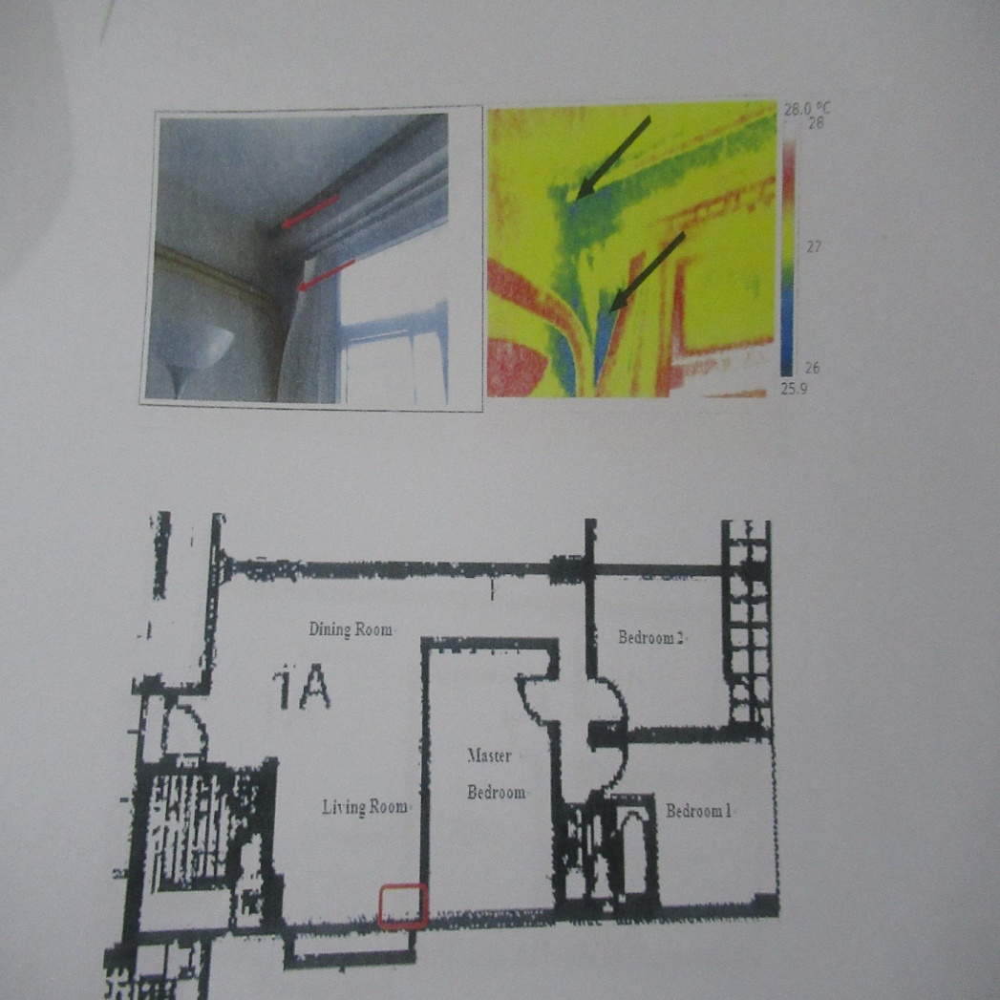 28.0 °C
28
27
26
25.9
Dining Room
Bedroom 2
1A
Master
Bedroom
Living Room
Bedroom 1